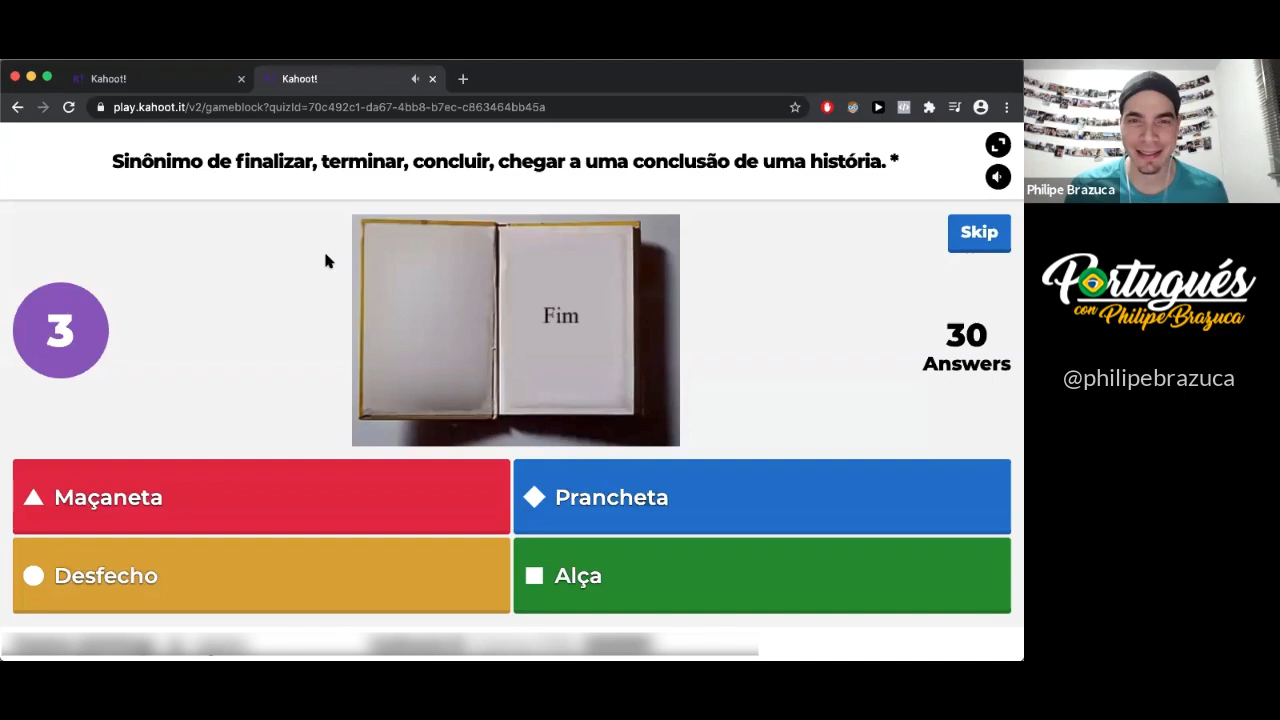 Kahoot!
Kahoot!
play.kahoot.it/v2/gameblock?quizId=70c492c1-da67-4bb8-b7ec-c863464bb45a
Sinônimo de finalizar, terminar, concluir, chegar a uma conclusão de uma história. *
Philipe Brazuca
Skip
Fim
3
30
Answers
Portugués
con Philipe Brazuca
@philipebrazuca
Maçaneta
Prancheta
Desfecho
Alça